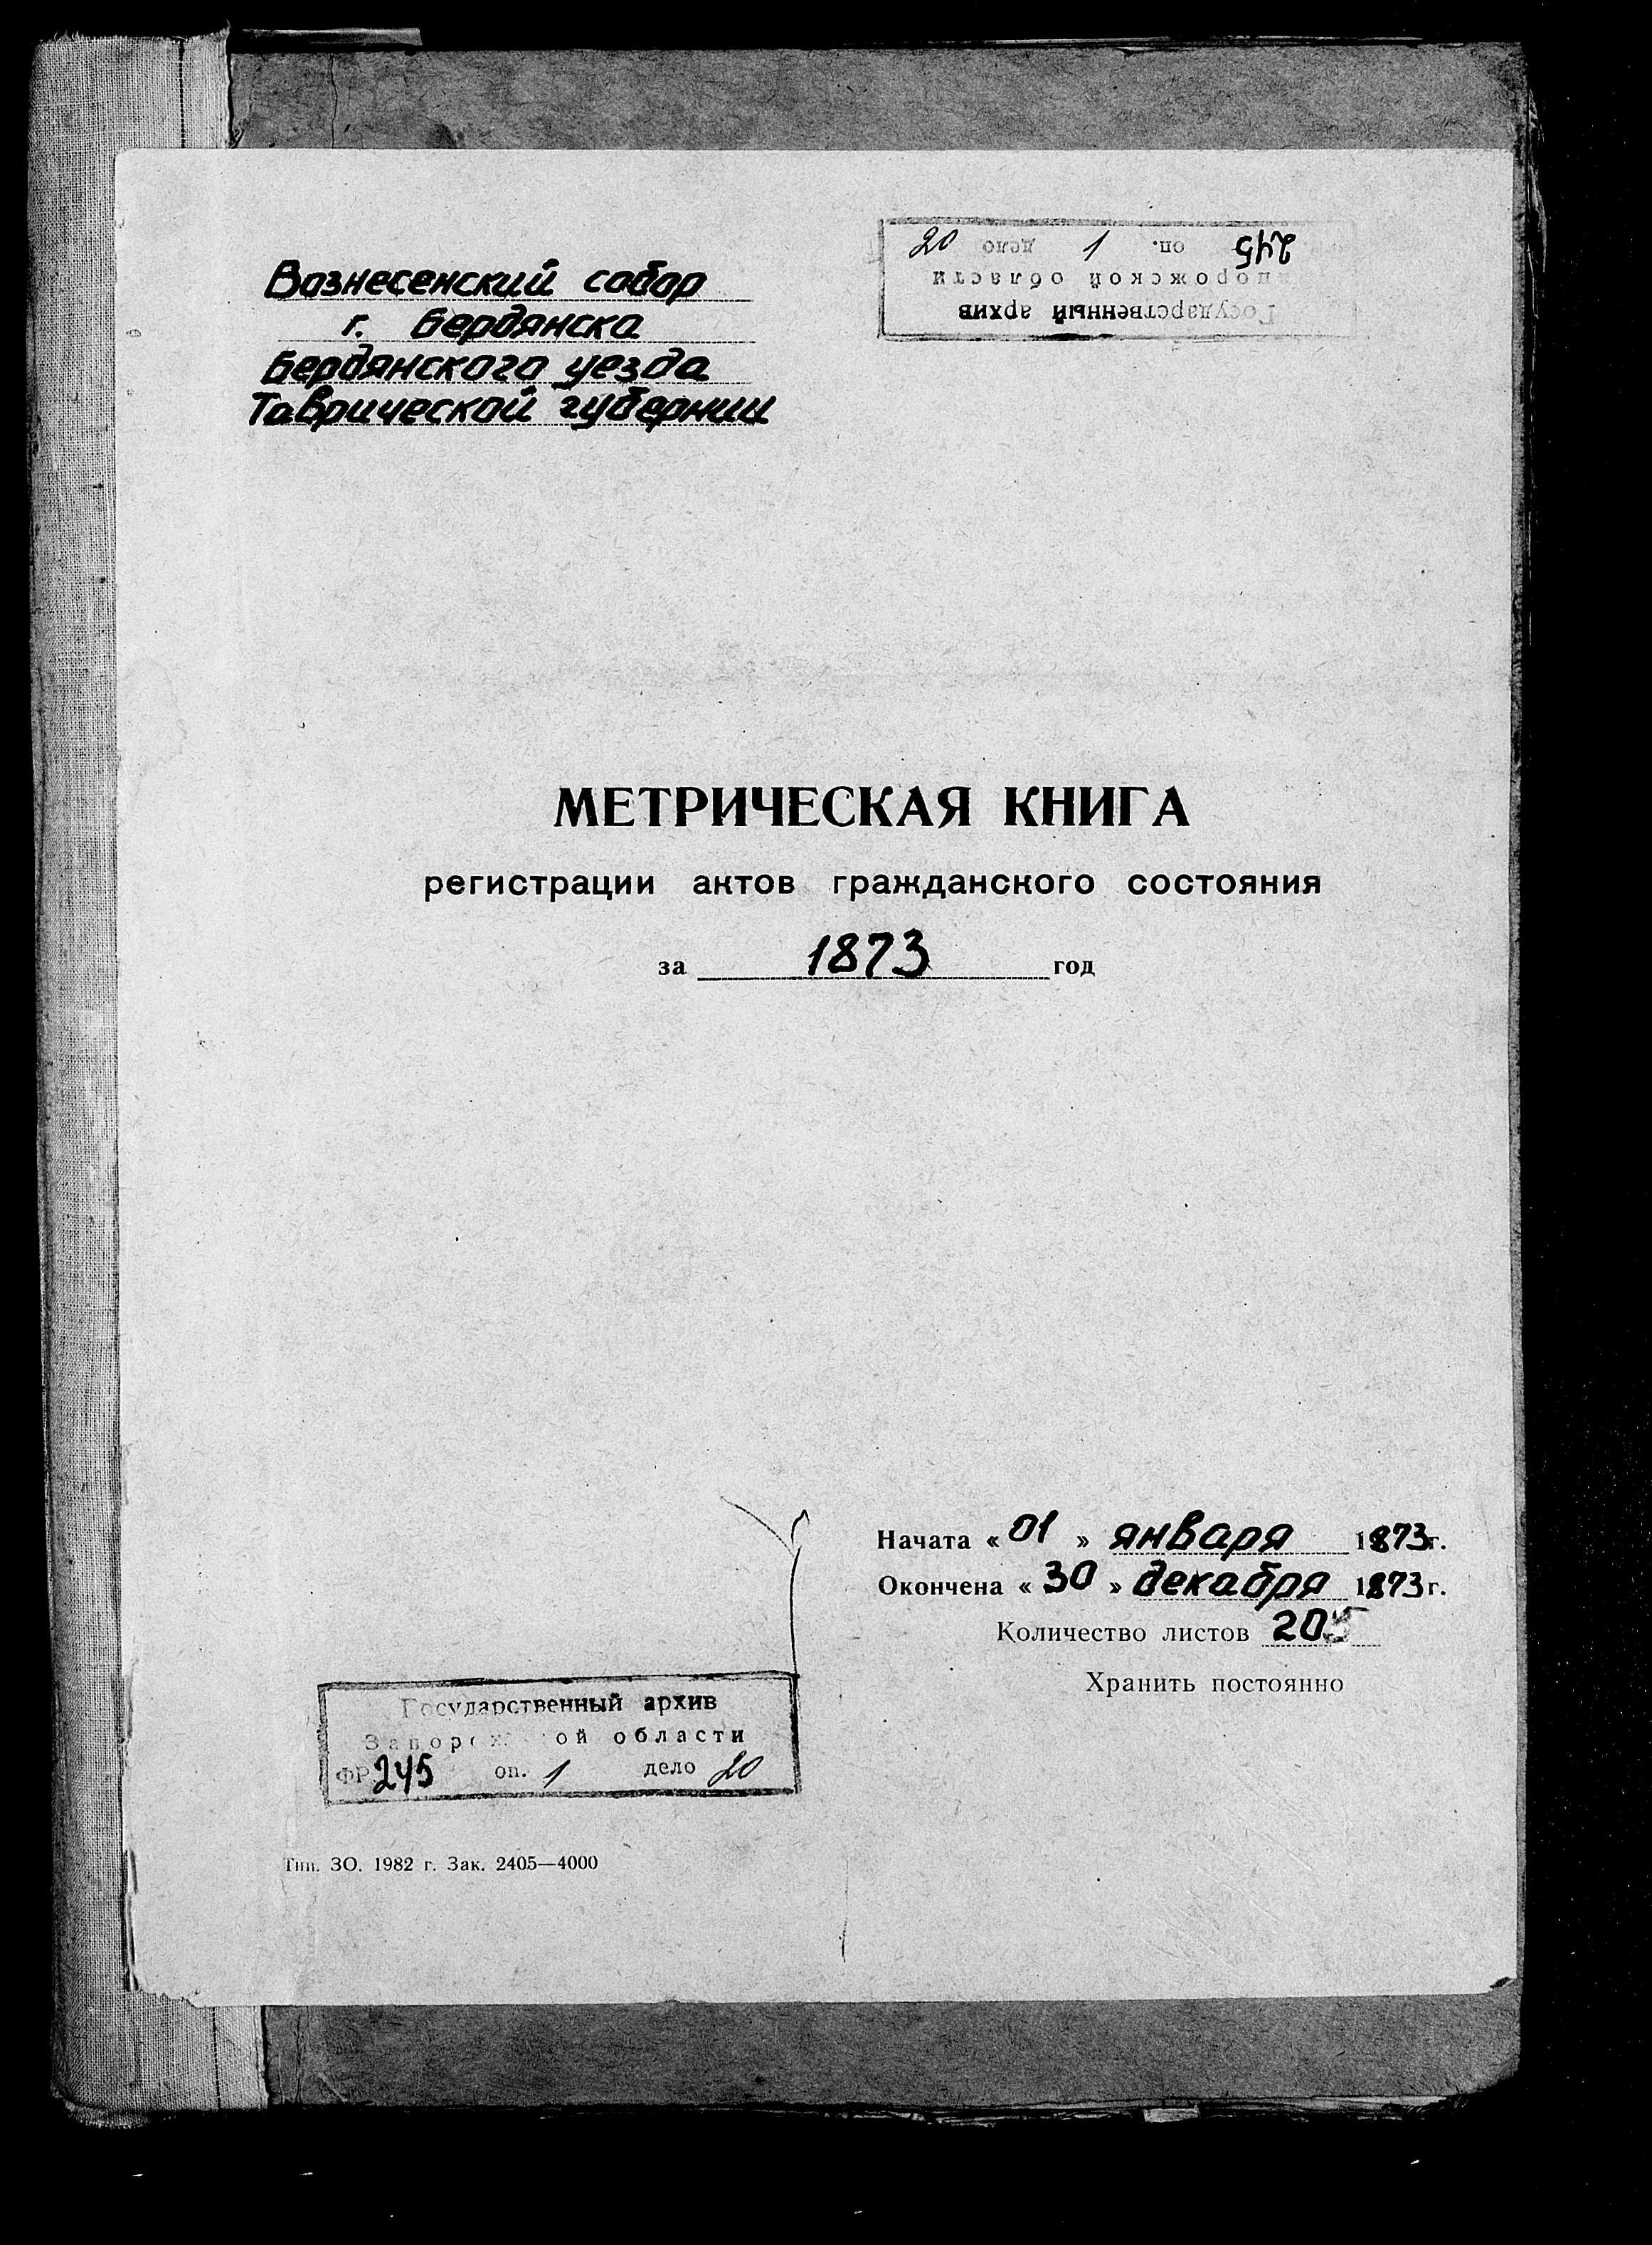 Вознесенский собор
г. Бердянска
Бердянского уезда
Таврической губернии
Государственный архив
Запорожской области
245 оп. 1 дело 20
МЕТРИЧЕСКАЯ КНИГА
регистрации актов гражданского состояния
за 1873 год
Начата « 01 » января 1873 г.
Окончена « 30 » декабря 1873 г.
Количество листов 205
Хранить постоянно
Государственный архив
Запорожской области
ФР 245 оп. 1 дело 20
Тип. ЗО. 1982 г. Зак. 2405—4000